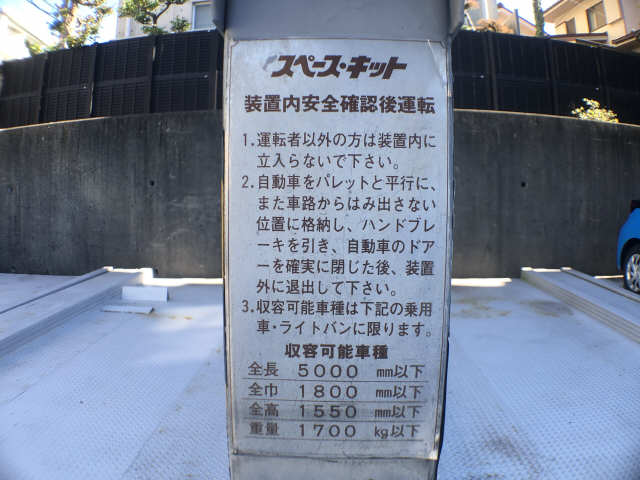 スペース・キット
装置内安全確認後運転
1.運転者以外の方は装置内に
立入らないで下さい。
2.自動車をパレットと平行に、
また車路からはみ出さない
位置に格納し、ハンドブレ
ーキを引き、自動車のドア
ーを確実に閉じた後、装置
外に退出して下さい。
3.収容可能車種は下記の乗用
車・ライトバンに限ります。
収容可能車種
全長 5000 mm以下
全巾 1800 mm以下
全高 1550 mm以下
重量 1700 kg以下